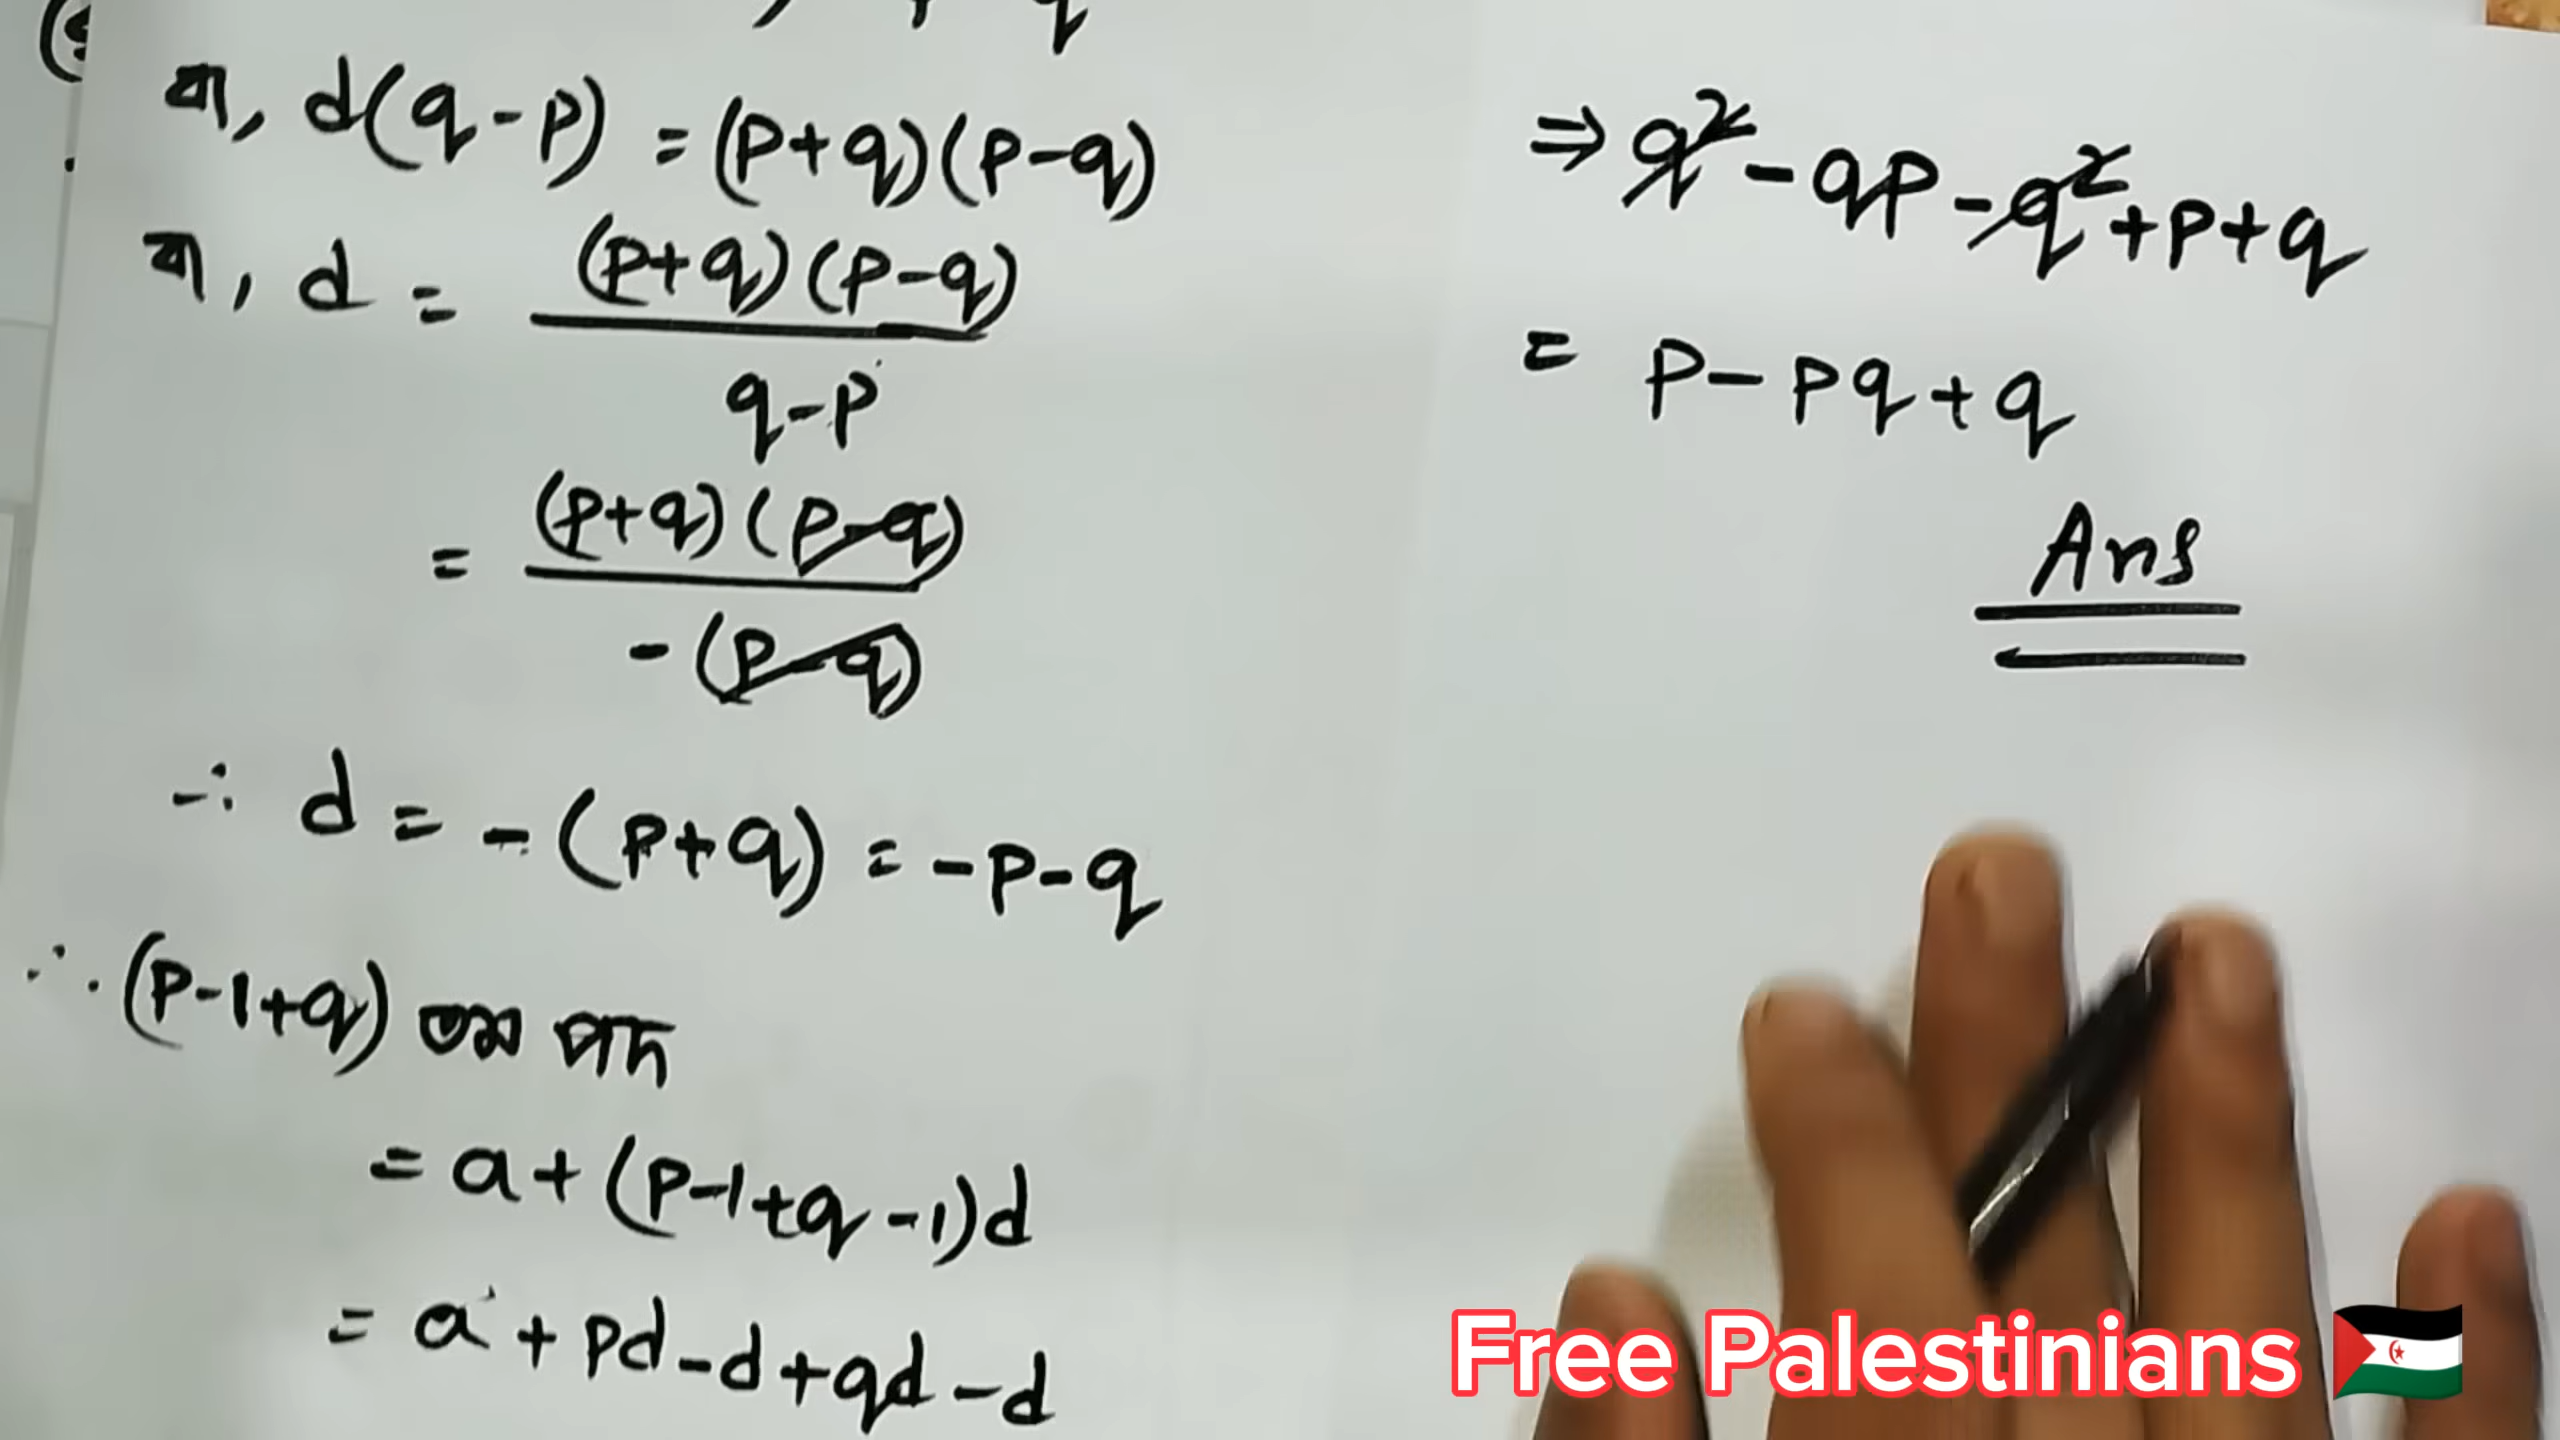 বা, d(q-p) = (p+q)(p-q)
বা, d = (p+q)(p-q)
q-p
= (p+q)(p-q)
-(p-q)
∴ d = -(p+q) = -p-q
∴ (p-1+q) তম পদ
= a+(p-1+q-1)d
= a+pd-d+qd-d
⇒ q²-qp-q²+p+q
= p-pq+q
Ans
Free Palestinians 🇪🇭